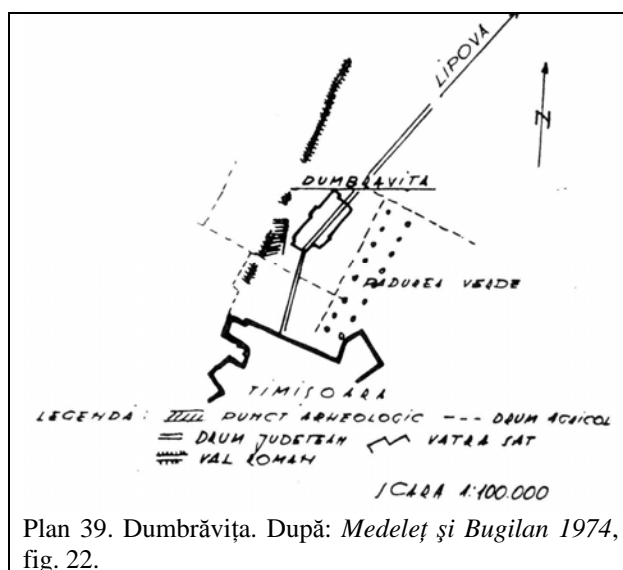 LIPOVA
N
DUMBRAVITA
PADUREA VERDE
TIMISOARA
LEGENDĂ: PUNCT ARHEOLOGIC --- DRUM AGRICOL
= DRUM JUDETEAN VATRA SAT
VAL ROMAN
SCARA 1:100.000
Plan 39. Dumbrăvița. După: Medeleț și Bugilan 1974,
fig. 22.